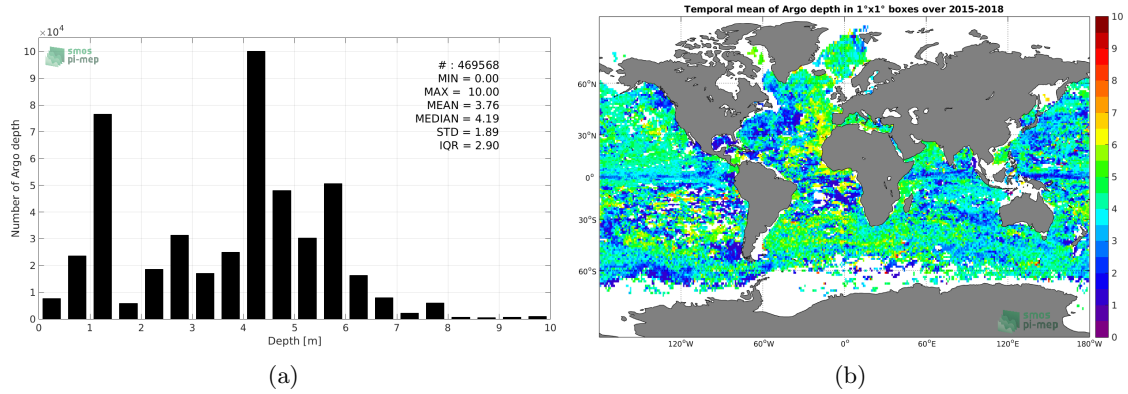 ×10⁴
smos
pi-mep
# : 469568
MIN = 0.00
MAX = 10.00
MEAN = 3.76
MEDIAN = 4.19
STD = 1.89
IQR = 2.90
10
9
8
7
6
5
4
3
2
1
0
Number of Argo depth
0 1 2 3 4 5 6 7 8 9 10
Depth [m]
(a)
Temporal mean of Argo depth in 1°x1° boxes over 2015-2018
60°N
30°N
0°
30°S
60°S
120°W 60°W 0° 60°W 120°W 180°W
smos
pi-mep
10
9
8
7
6
5
4
3
2
1
0
(b)